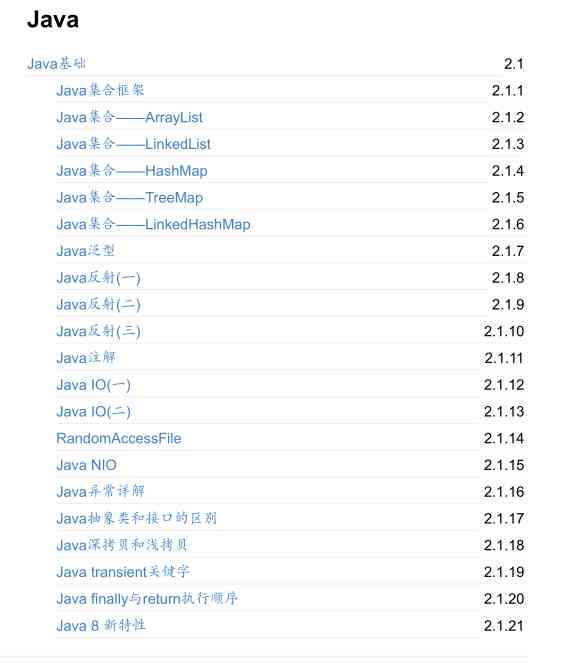 Java
Java基础 2.1
Java集合框架 2.1.1
Java集合——ArrayList 2.1.2
Java集合——LinkedList 2.1.3
Java集合——HashMap 2.1.4
Java集合——TreeMap 2.1.5
Java集合——LinkedHashMap 2.1.6
Java泛型 2.1.7
Java反射(一) 2.1.8
Java反射(二) 2.1.9
Java反射(三) 2.1.10
Java注解 2.1.11
Java IO(一) 2.1.12
Java IO(二) 2.1.13
RandomAccessFile 2.1.14
Java NIO 2.1.15
Java异常详解 2.1.16
Java抽象类和接口的区别 2.1.17
Java深拷贝和浅拷贝 2.1.18
Java transient关键字 2.1.19
Java finally与return执行顺序 2.1.20
Java 8 新特性 2.1.21